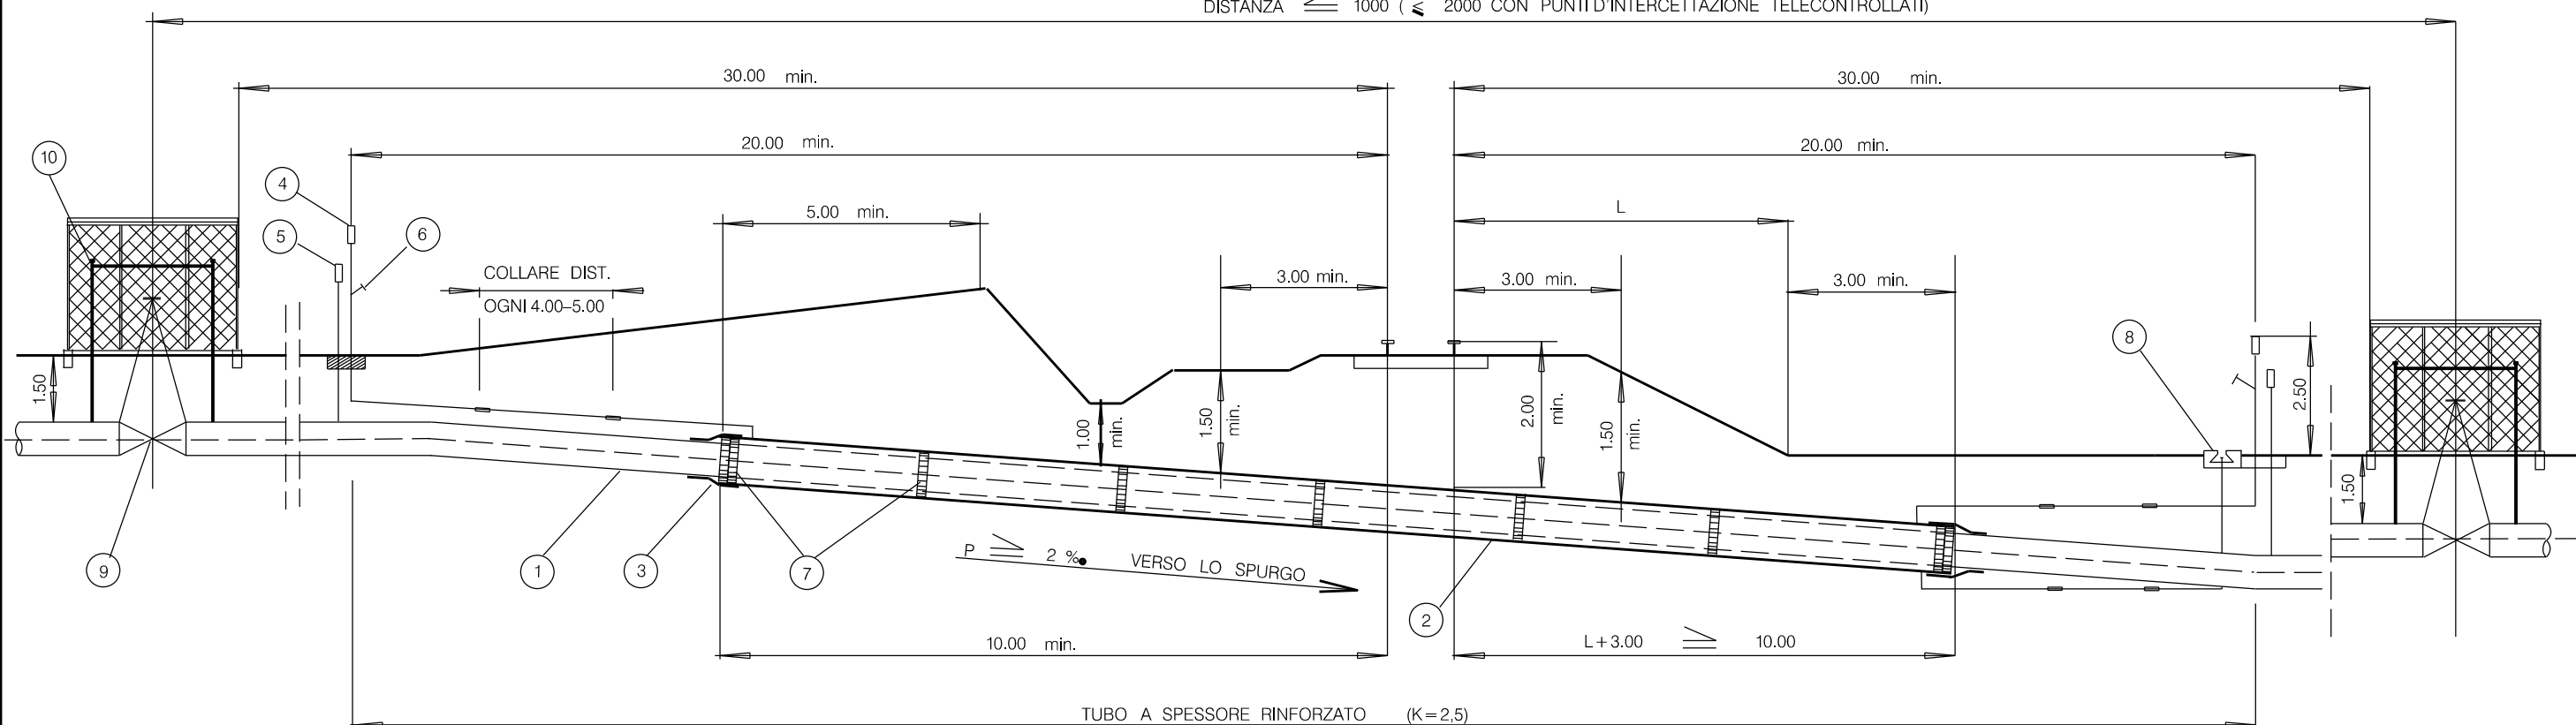 DISTANZA ≦ 1000 ( ⩽ 2000 CON PUNTI D'INTERCETTAZIONE TELECONTROLLATI)
30.00 min.
30.00 min.
20.00 min.
20.00 min.
10
4
5
6
5.00 min.
L
COLLARE DIST.
OGNI 4.00–5.00
3.00 min.
3.00 min.
3.00 min.
8
1.50
1.00 min.
1.50 min.
2.00 min.
1.50 min.
2.50
1.50
9
1
3
7
P ≧ 2 ‰ VERSO LO SPURGO
2
10.00 min.
L+3.00 ≧ 10.00
TUBO A SPESSORE RINFORZATO (K=2,5)